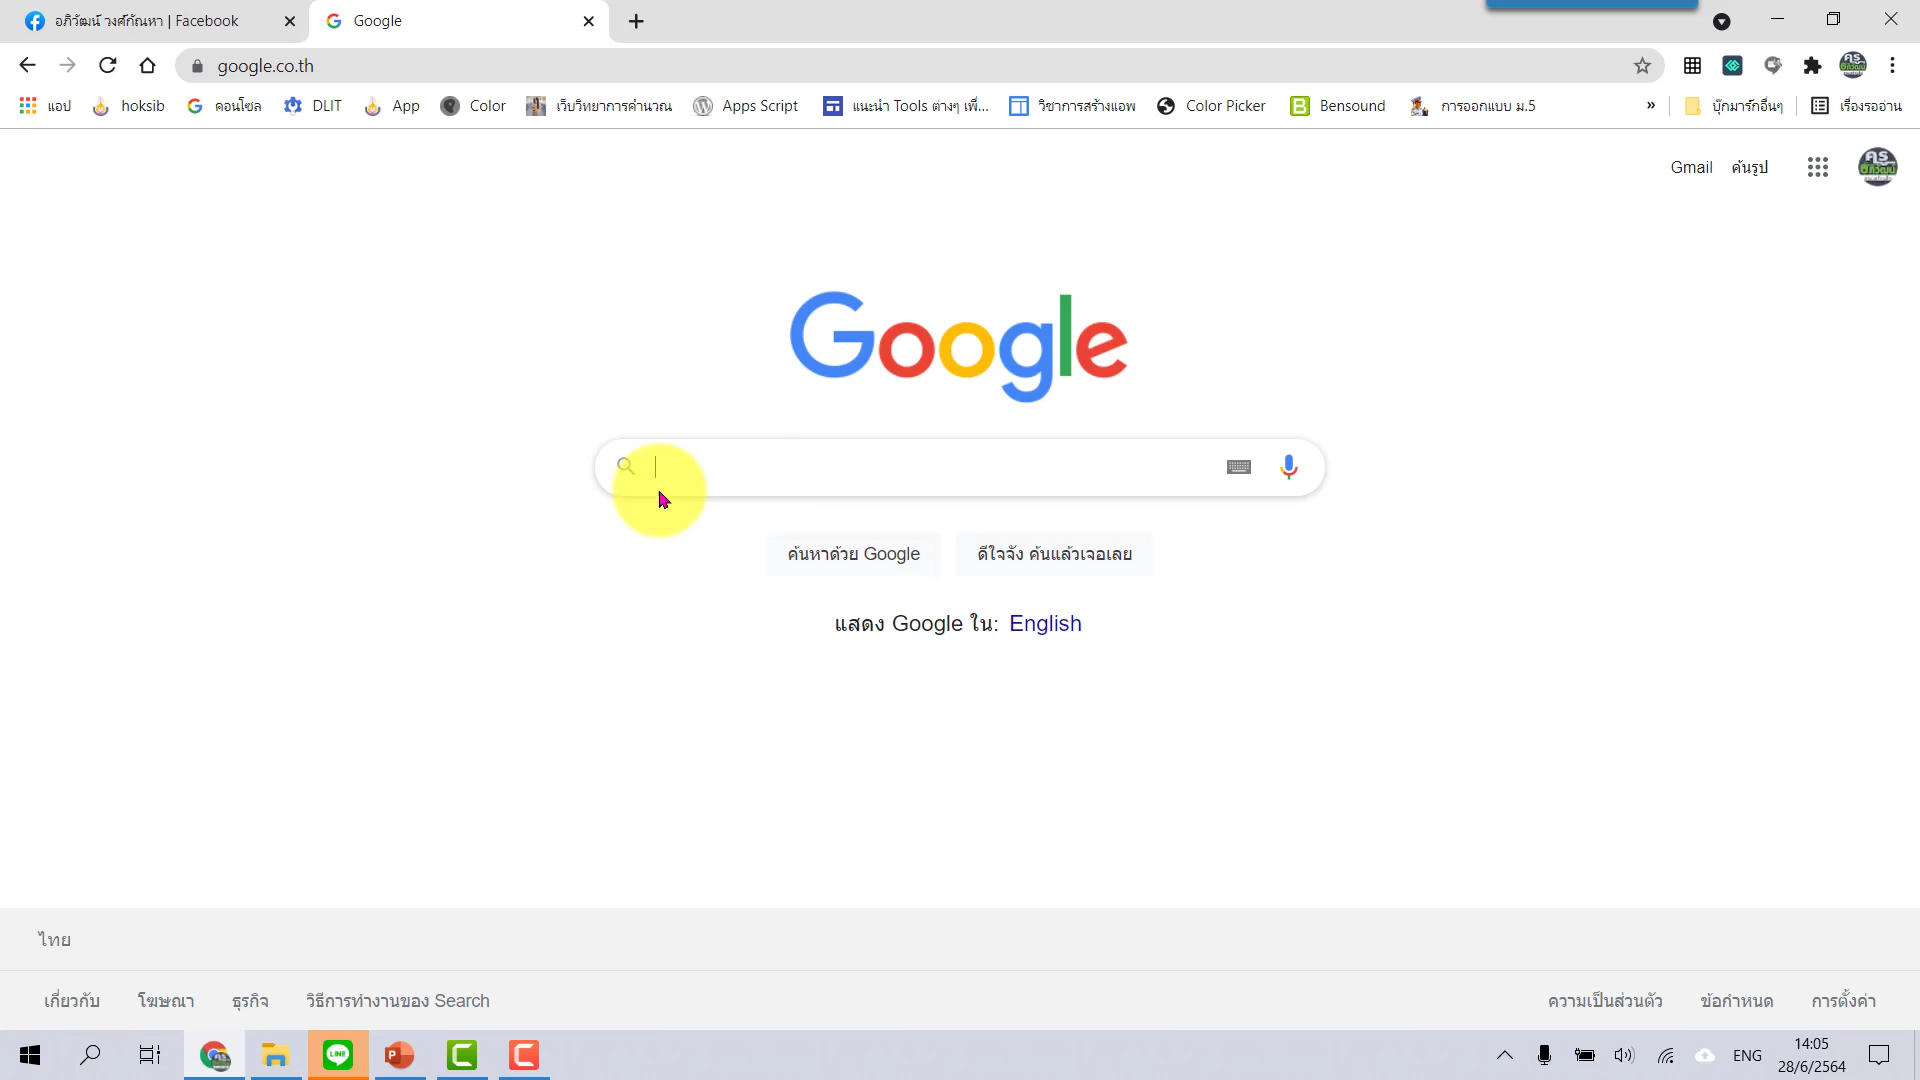 อภิวัฒน์ วงศ์กัณหา | Facebook
Google
google.co.th
แอป hoksib คอนโซล DLIT App Color เว็บวิทยาการคำนวณ Apps Script แนะนำ Tools ต่างๆ เพื่... วิชาการสร้างแอพ Color Picker Bensound การออกแบบ ม.5 » บุ๊กมาร์กอื่นๆ เรื่องรออ่าน
Gmail ค้นรูป
Google
ค้นหาด้วย Google
ดีใจจัง ค้นแล้วเจอเลย
แสดง Google ใน: English
ไทย
เกี่ยวกับ โฆษณา ธุรกิจ วิธีการทำงานของ Search
ความเป็นส่วนตัว ข้อกำหนด การตั้งค่า
LINE
ENG
14:05
28/6/2564